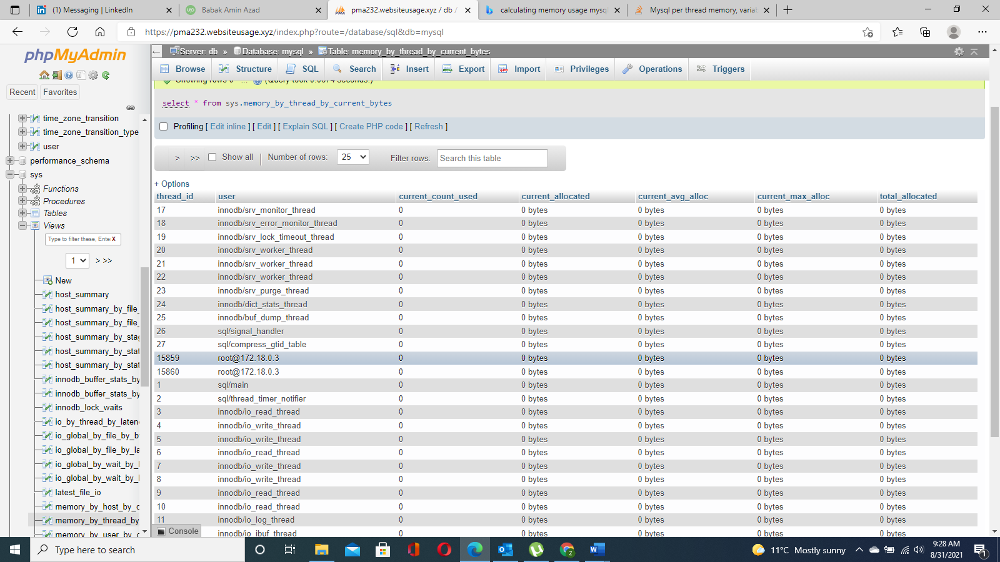 (1) Messaging | LinkedIn
Babak Amin Azad
pma232.websiteusage.xyz / db /
calculating memory usage mysql
Mysql per thread memory, variab
https://pma232.websiteusage.xyz/index.php?route=/database/sql&db=mysql
phpMyAdmin
Recent
Favorites
time_zone_transition
time_zone_transition_type
user
performance_schema
sys
Functions
Procedures
Tables
Views
Type to filter these, Ente X
1 > >>
New
host_summary
host_summary_by_file_
host_summary_by_file_
host_summary_by_sta
host_summary_by_stat
host_summary_by_stat
innodb_buffer_stats_by
innodb_buffer_stats_by
innodb_lock_waits
io_by_thread_by_laten
io_global_by_file_by_b
io_global_by_file_by_la
io_global_by_wait_by_
io_global_by_wait_by_
latest_file_io
memory_by_host_by_c
memory_by_thread_by
memory_by_user_by_c
Server: db » Database: mysql » Table: memory_by_thread_by_current_bytes
Browse Structure SQL Search Insert Export Import Privileges Operations Triggers
Showing rows 0 - ... (Query took 0.0074 seconds.)
select * from sys.memory_by_thread_by_current_bytes
Profiling [ Edit inline ] [ Edit ] [ Explain SQL ] [ Create PHP code ] [ Refresh ]
> >> Show all | Number of rows: 25 Filter rows: Search this table
+ Options
thread_id user current_count_used current_allocated current_avg_alloc current_max_alloc total_allocated
17 innodb/srv_monitor_thread 0 0 bytes 0 bytes 0 bytes 0 bytes
18 innodb/srv_error_monitor_thread 0 0 bytes 0 bytes 0 bytes 0 bytes
19 innodb/srv_lock_timeout_thread 0 0 bytes 0 bytes 0 bytes 0 bytes
20 innodb/srv_worker_thread 0 0 bytes 0 bytes 0 bytes 0 bytes
21 innodb/srv_worker_thread 0 0 bytes 0 bytes 0 bytes 0 bytes
22 innodb/srv_worker_thread 0 0 bytes 0 bytes 0 bytes 0 bytes
23 innodb/srv_purge_thread 0 0 bytes 0 bytes 0 bytes 0 bytes
24 innodb/dict_stats_thread 0 0 bytes 0 bytes 0 bytes 0 bytes
25 innodb/buf_dump_thread 0 0 bytes 0 bytes 0 bytes 0 bytes
26 sql/signal_handler 0 0 bytes 0 bytes 0 bytes 0 bytes
27 sql/compress_gtid_table 0 0 bytes 0 bytes 0 bytes 0 bytes
15859 root@172.18.0.3 0 0 bytes 0 bytes 0 bytes 0 bytes
15860 root@172.18.0.3 0 0 bytes 0 bytes 0 bytes 0 bytes
1 sql/main 0 0 bytes 0 bytes 0 bytes 0 bytes
2 sql/thread_timer_notifier 0 0 bytes 0 bytes 0 bytes 0 bytes
3 innodb/io_read_thread 0 0 bytes 0 bytes 0 bytes 0 bytes
4 innodb/io_write_thread 0 0 bytes 0 bytes 0 bytes 0 bytes
5 innodb/io_write_thread 0 0 bytes 0 bytes 0 bytes 0 bytes
6 innodb/io_read_thread 0 0 bytes 0 bytes 0 bytes 0 bytes
7 innodb/io_write_thread 0 0 bytes 0 bytes 0 bytes 0 bytes
8 innodb/io_write_thread 0 0 bytes 0 bytes 0 bytes 0 bytes
9 innodb/io_read_thread 0 0 bytes 0 bytes 0 bytes 0 bytes
10 innodb/io_read_thread 0 0 bytes 0 bytes 0 bytes 0 bytes
11 innodb/io_log_thread 0 0 bytes 0 bytes 0 bytes 0 bytes
innodb/io_ibuf_thread 0 0 bytes 0 bytes 0 bytes 0 bytes
Console
Type here to search
11°C Mostly sunny
9:28 AM
8/31/2021
1